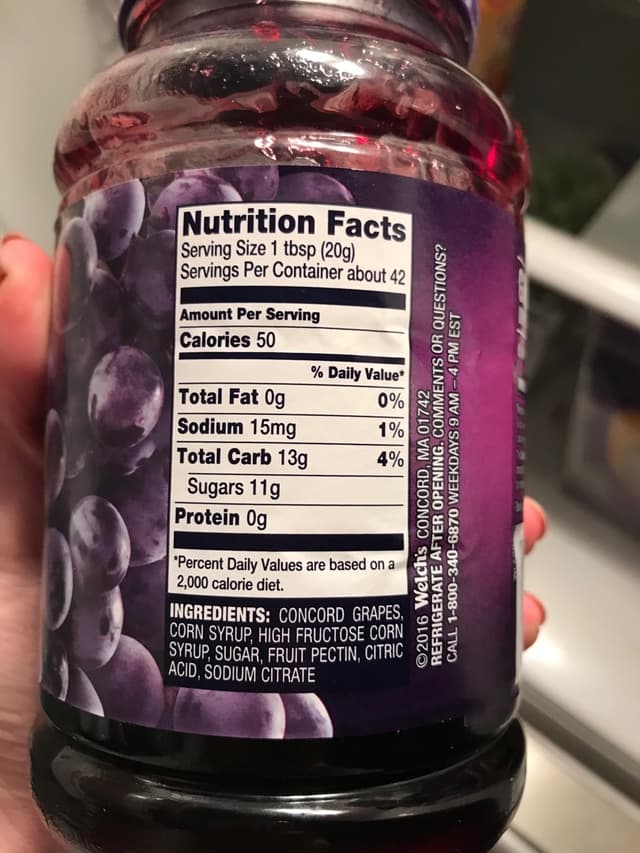 Nutrition Facts
Serving Size 1 tbsp (20g)
Servings Per Container about 42
Amount Per Serving
Calories 50
% Daily Value*
Total Fat 0g 0%
Sodium 15mg 1%
Total Carb 13g 4%
Sugars 11g
Protein 0g
*Percent Daily Values are based on a
2,000 calorie diet.
INGREDIENTS: CONCORD GRAPES,
CORN SYRUP, HIGH FRUCTOSE CORN
SYRUP, SUGAR, FRUIT PECTIN, CITRIC
ACID, SODIUM CITRATE
©2016 Welch's CONCORD, MA 01742
REFRIGERATE AFTER OPENING. COMMENTS OR QUESTIONS?
CALL 1-800-340-6870 WEEKDAYS 9 AM – 4 PM EST